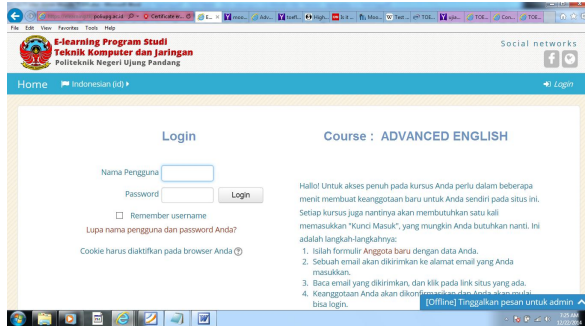 Certificate e...
File Edit View Favorites Tools Help
E-learning Program Studi
Teknik Komputer dan Jaringan
Politeknik Negeri Ujung Pandang
Social networks
Home Indonesian (id)
Login
Login
Nama Pengguna
Password
Login
Remember username
Lupa nama pengguna dan password Anda?
Cookie harus diaktifkan pada browser Anda
Course : ADVANCED ENGLISH
Hallo! Untuk akses penuh pada kursus Anda perlu dalam beberapa
menit membuat keanggotaan baru untuk Anda sendiri pada situs ini.
Setiap kursus juga nantinya akan membutuhkan satu kali
memasukkan "Kunci Masuk", yang mungkin Anda butuhkan nanti. Ini
adalah langkah-langkahnya:
1. Isilah formulir Anggota baru dengan data Anda.
2. Sebuah email akan dikirimkan ke alamat email yang Anda
masukkan.
3. Baca email yang dikirimkan, dan klik pada link situs yang ada.
4. Keanggotaan Anda akan dikonfirmasikan dan Anda akan mulai
bisa login.
[Offline] Tinggalkan pesan untuk admin
7:25 AM